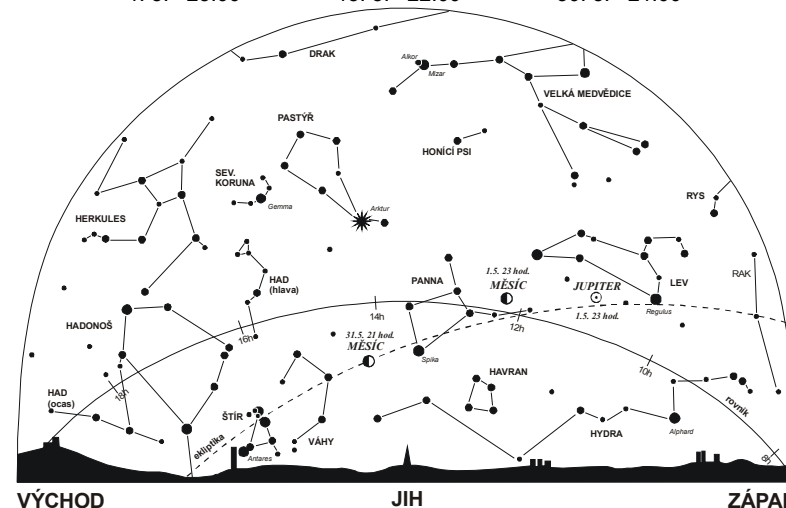 DRAK
Alkor
Mizar
VELKÁ MEDVĚDICE
PASTÝŘ
HONÍCÍ PSI
SEV.
KORUNA
Gemma
Arktur
RYS
HERKULES
HAD
(hlava)
PANNA
1.5. 23 hod.
MĚSÍC
JUPITER
1.5. 23 hod.
LEV
Regulus
RAK
14h
12h
16h
HADONOŠ
31.5. 21 hod.
MĚSÍC
Spika
10h
HAVRAN
18h
HAD
(ocas)
ŠTÍR
VÁHY
ekliptika
Antares
HYDRA
Alphard
rovník
8h
VÝCHOD
JIH